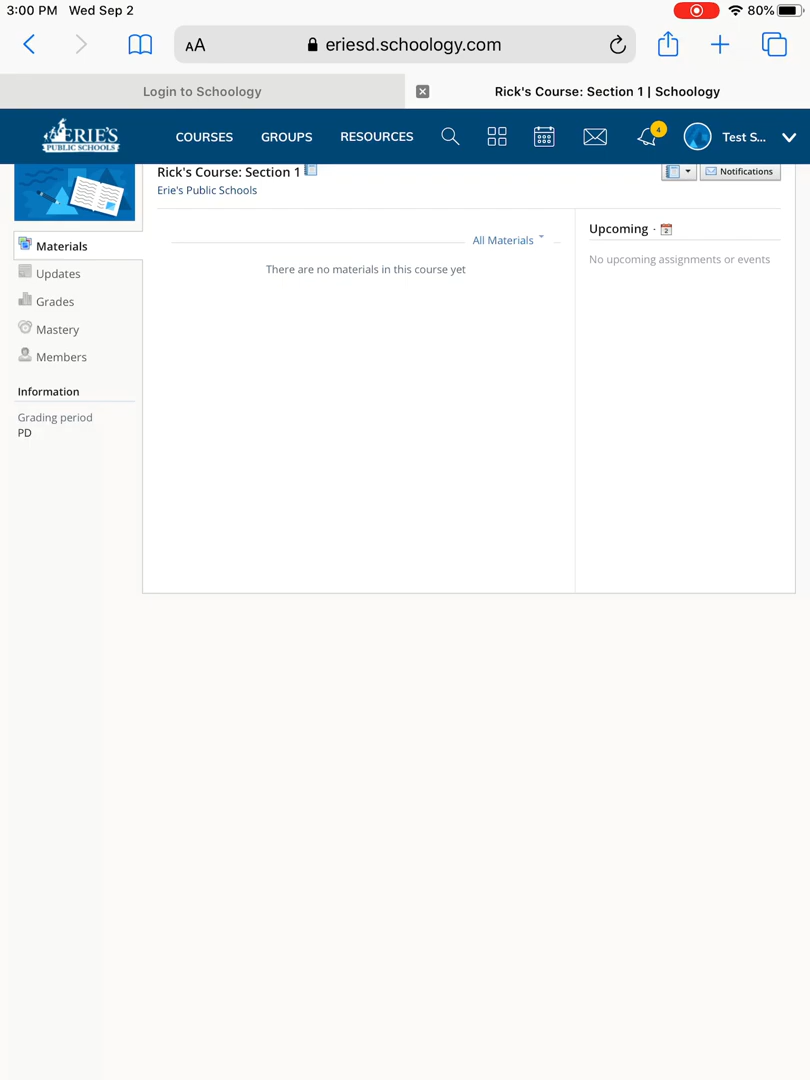 3:00 PM Wed Sep 2
80%
AA
eriesd.schoology.com
Login to Schoology
Rick's Course: Section 1 | Schoology
ERIE'S
PUBLIC SCHOOLS
COURSES
GROUPS
RESOURCES
4
Test S...
Rick's Course: Section 1
Erie's Public Schools
Notifications
Materials
Updates
Grades
Mastery
Members
Information
Grading period
PD
All Materials
There are no materials in this course yet
Upcoming · 2
No upcoming assignments or events